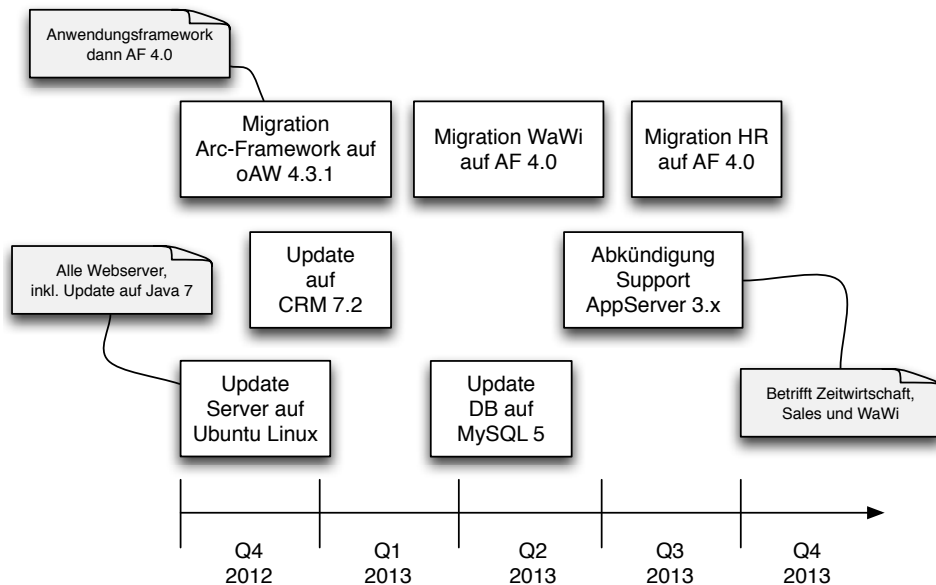 Anwendungsframework
dann AF 4.0
Migration
Arc-Framework auf
oAW 4.3.1
Migration WaWi
auf AF 4.0
Migration HR
auf AF 4.0
Alle Webserver,
inkl. Update auf Java 7
Update
auf
CRM 7.2
Abkündigung
Support
AppServer 3.x
Update
Server auf
Ubuntu Linux
Update
DB auf
MySQL 5
Betrifft Zeitwirtschaft,
Sales und WaWi
Q4
2012
Q1
2013
Q2
2013
Q3
2013
Q4
2013